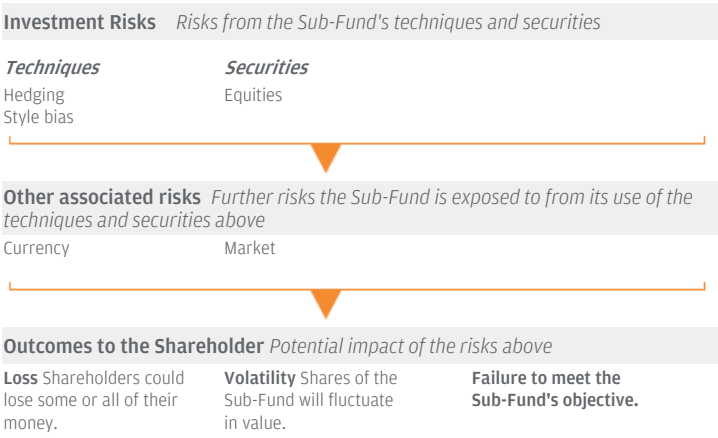 Investment Risks Risks from the Sub-Fund's techniques and securities
Techniques Securities
Hedging Equities
Style bias
Other associated risks Further risks the Sub-Fund is exposed to from its use of the
techniques and securities above
Currency Market
Outcomes to the Shareholder Potential impact of the risks above
Loss Shareholders could
lose some or all of their
money.
Volatility Shares of the
Sub-Fund will fluctuate
in value.
Failure to meet the
Sub-Fund's objective.